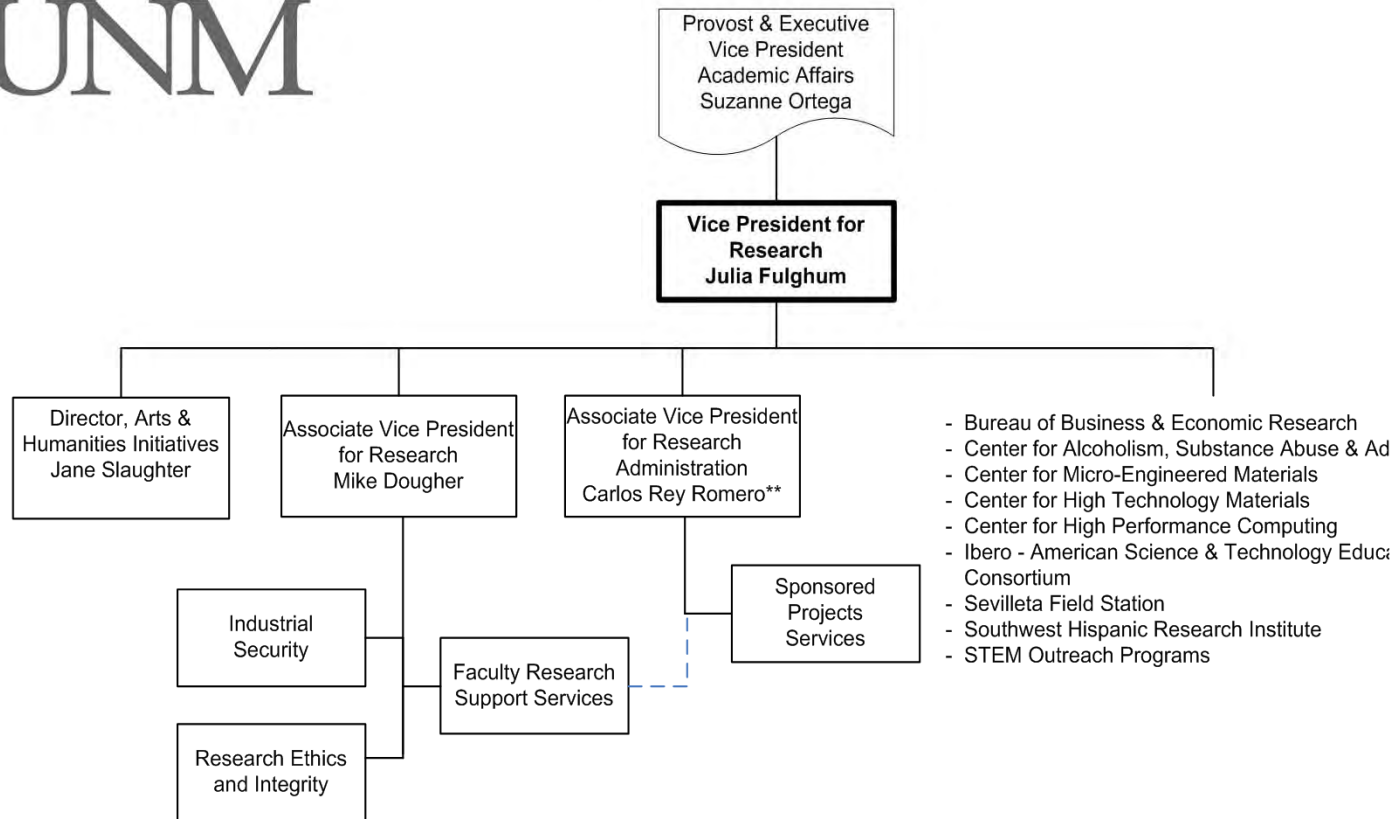 UNM
Provost & Executive
Vice President
Academic Affairs
Suzanne Ortega
Vice President for
Research
Julia Fulghum
Director, Arts &
Humanities Initiatives
Jane Slaughter
Associate Vice President
for Research
Mike Dougher
Associate Vice President
for Research
Administration
Carlos Rey Romero**
- Bureau of Business & Economic Research
- Center for Alcoholism, Substance Abuse &
- Center for Micro-Engineered Materials
- Center for High Technology Materials
- Center for High Performance Computing
- Ibero - American Science & Technology
Consortium
- Sevilleta Field Station
- Southwest Hispanic Research Institute
- STEM Outreach Programs
Industrial
Security
Faculty Research
Support Services
Sponsored
Projects
Services
Research Ethics
and Integrity